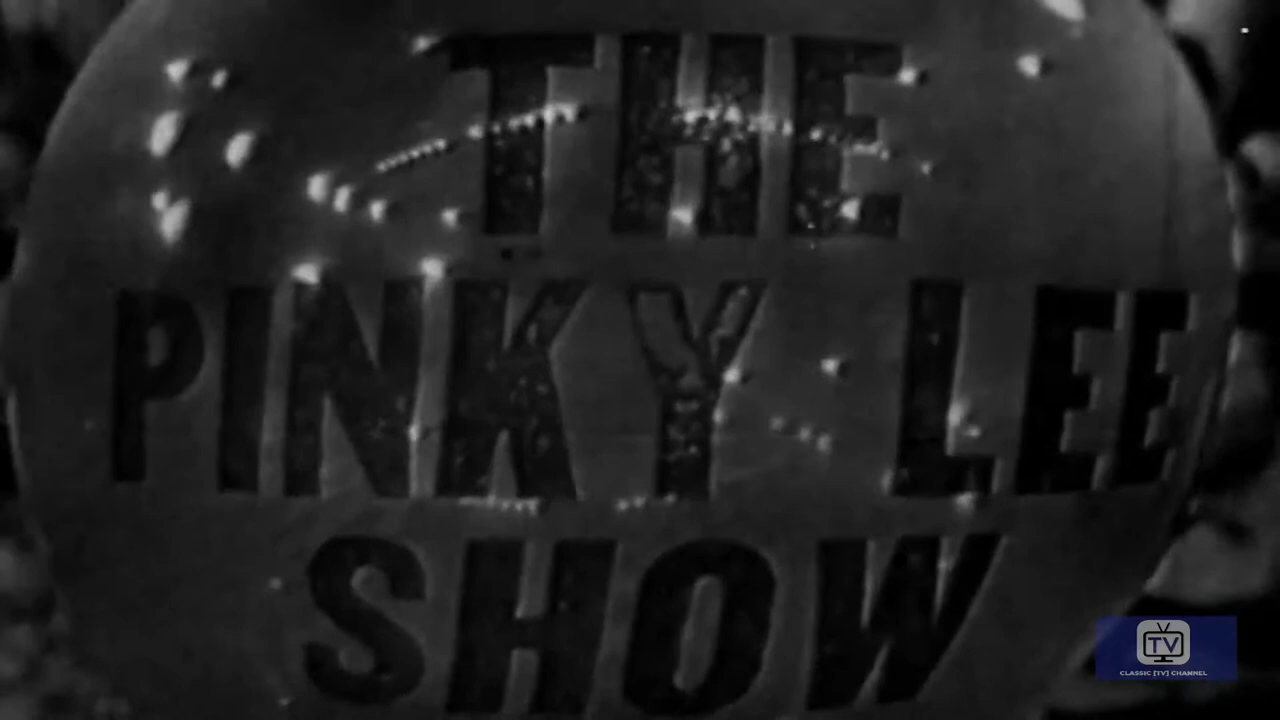 THE
PINKY LEE
SHOW
TV
CLASSIC [TV] CHANNEL